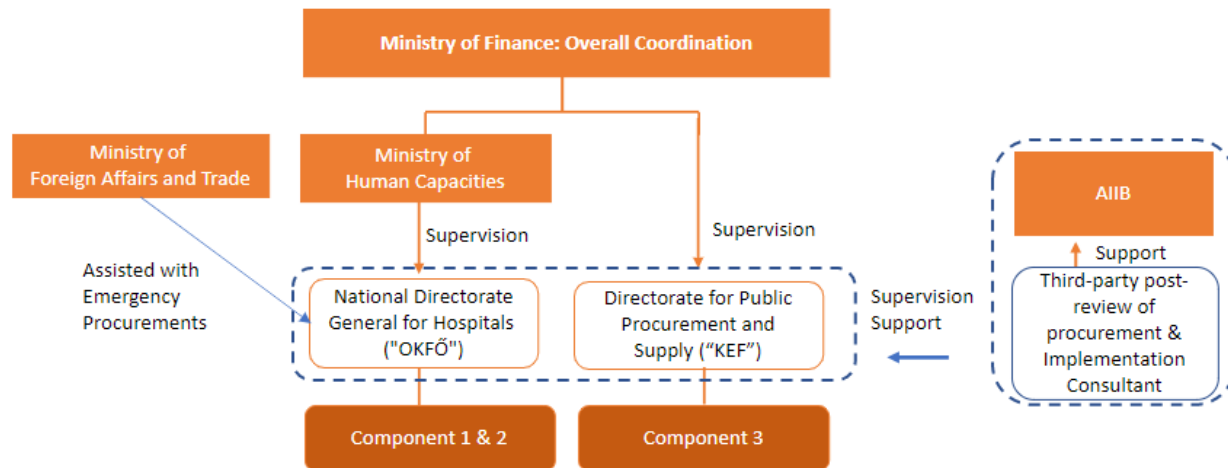 Ministry of Finance: Overall Coordination
Ministry of
Foreign Affairs and Trade
Ministry of
Human Capacities
AIIB
Supervision
Supervision
Support
Assisted with
Emergency
Procurements
National Directorate
General for Hospitals
("OKFŐ")
Directorate for Public
Procurement and
Supply (“KEF”)
Supervision
Support
Third-party post-
review of
procurement &
Implementation
Consultant
Component 1 & 2
Component 3